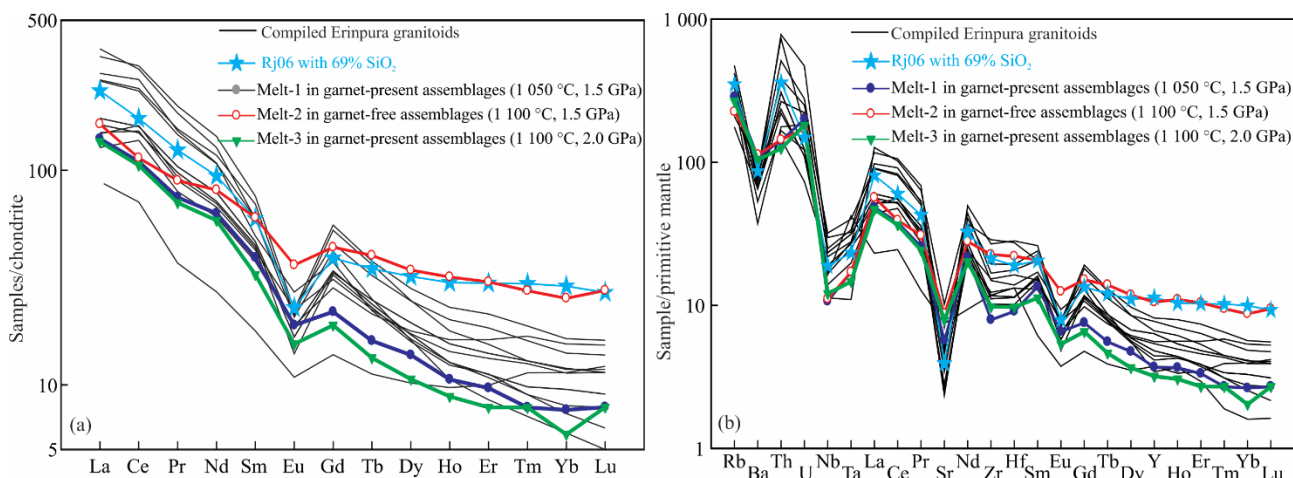 500
100
10
5
Samples/chondrite
Compiled Erinpura granitoids
Rj06 with 69% SiO₂
Melt-1 in garnet-present assemblages (1 050 °C, 1.5 GPa)
Melt-2 in garnet-free assemblages (1 100 °C, 1.5 GPa)
Melt-3 in garnet-present assemblages (1 100 °C, 2.0 GPa)
(a)
La Ce Pr Nd Sm Eu Gd Tb Dy Ho Er Tm Yb Lu
1 000
100
10
1
Sample/primitive mantle
Compiled Erinpura granitoids
Rj06 with 69% SiO₂
Melt-1 in garnet-present assemblages (1 050 °C, 1.5 GPa)
Melt-2 in garnet-free assemblages (1 100 °C, 1.5 GPa)
Melt-3 in garnet-present assemblages (1 100 °C, 2.0 GPa)
(b)
Rb Th Nb La Pr Nd Hf Eu Tb Y Er Yb
Ba U Ta Ce Sr Zr Sm Gd Dy Ho Tm Lu